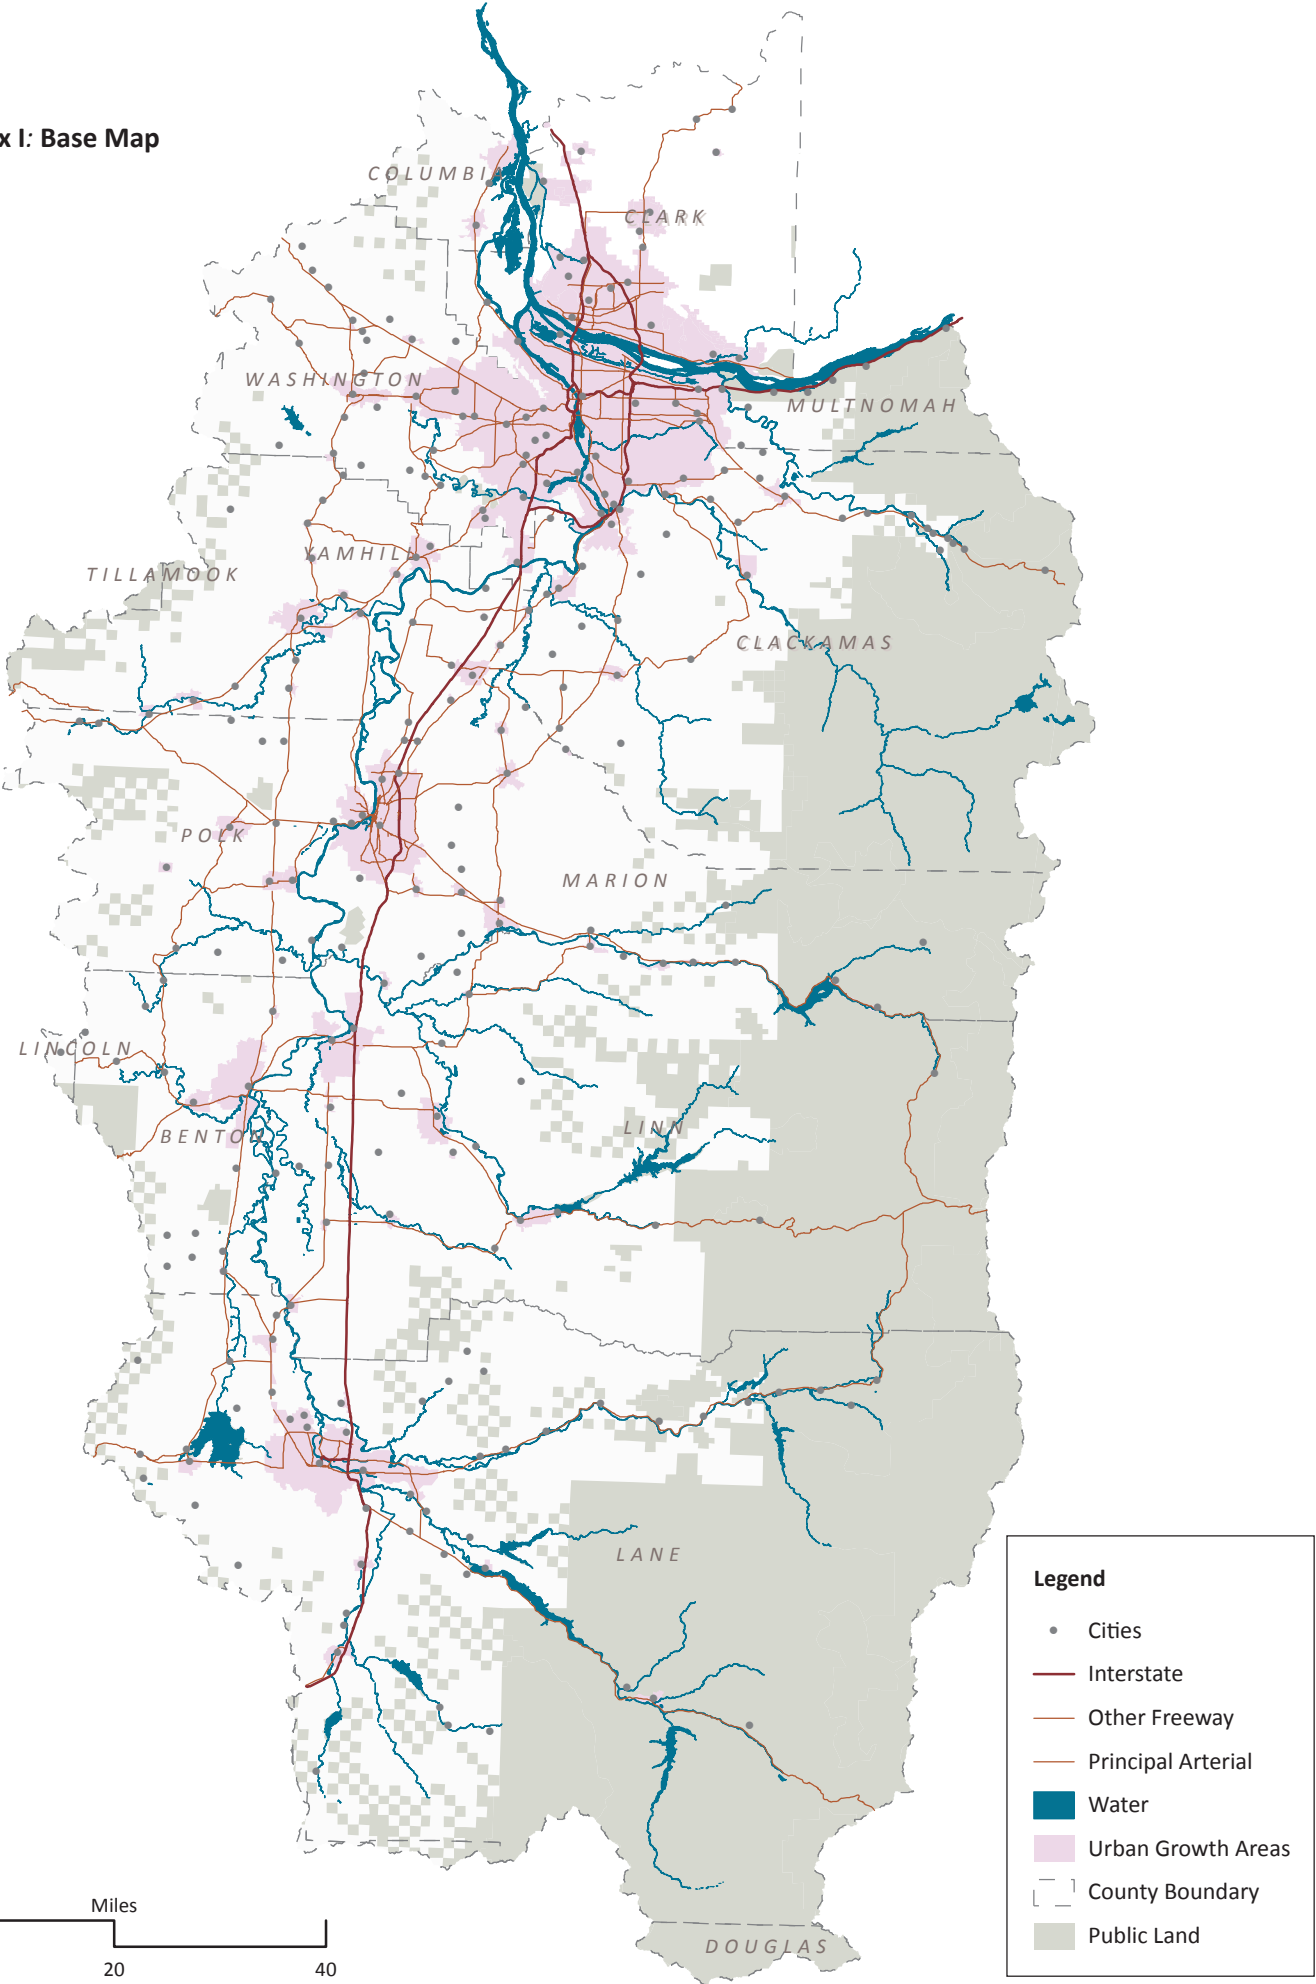 x I: Base Map
COLUMBIA
CLARK
WASHINGTON
MULTNOMAH
YAMHILL
TILLAMOOK
CLACKAMAS
POLK
MARION
LINCOLN
BENTON
LINN
LANE
DOUGLAS
Legend
Cities
Interstate
Other Freeway
Principal Arterial
Water
Urban Growth Areas
County Boundary
Public Land
Miles
20 40